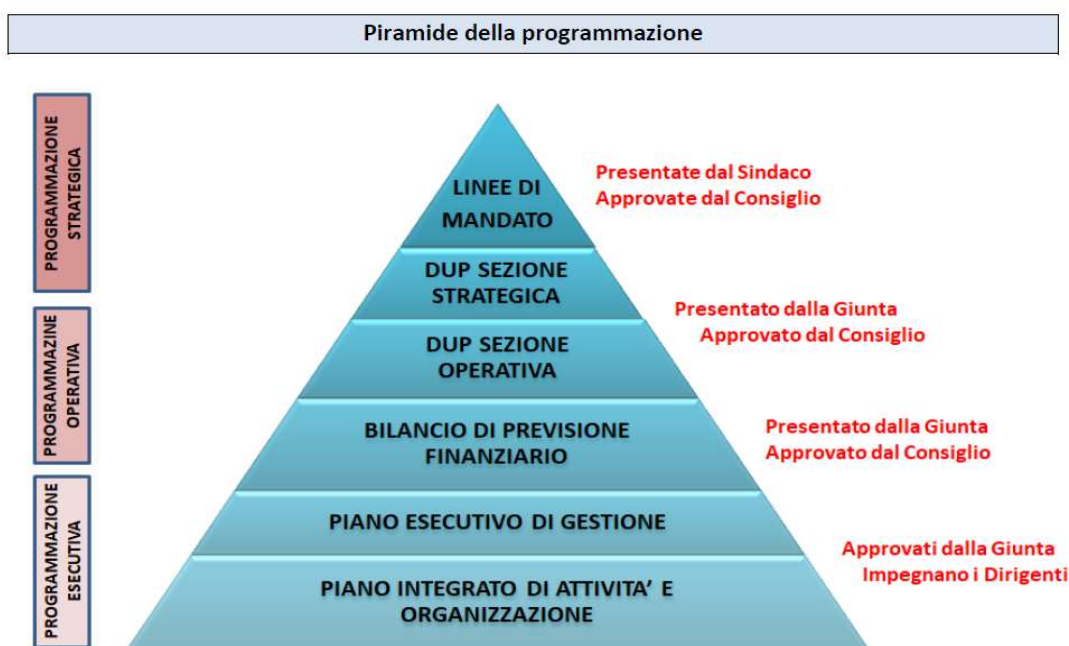 Piramide della programmazione
PROGRAMMAZIONE
STRATEGICA
LINEE DI
MANDATO
Presentate dal Sindaco
Approvate dal Consiglio
DUP SEZIONE
STRATEGICA
Presentato dalla Giunta
Approvato dal Consiglio
PROGRAMMAZINE
OPERATIVA
DUP SEZIONE
OPERATIVA
BILANCIO DI PREVISIONE
FINANZIARIO
Presentato dalla Giunta
Approvato dal Consiglio
PROGRAMMAZIONE
ESECUTIVA
PIANO ESECUTIVO DI GESTIONE
PIANO INTEGRATO DI ATTIVITA’ E
ORGANIZZAZIONE
Approvati dalla Giunta
Impegnano i Dirigenti